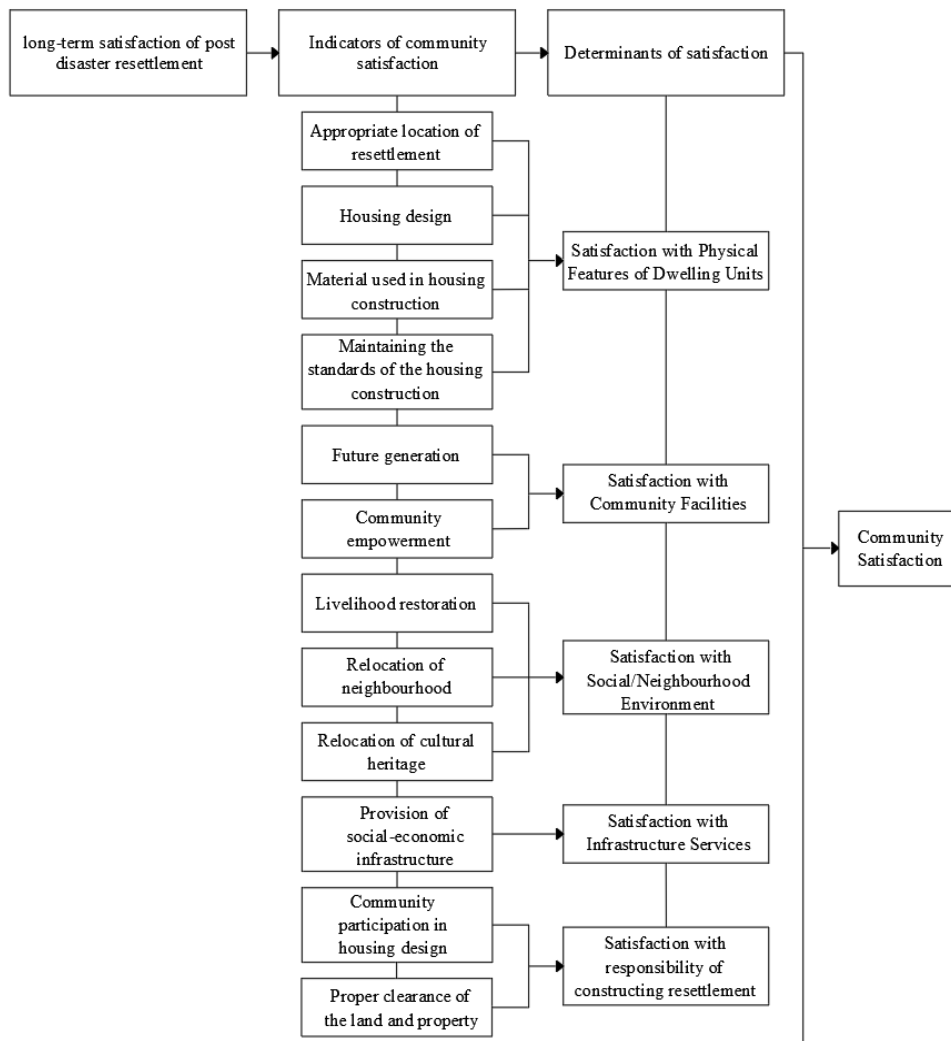 long-term satisfaction of post
disaster resettlement
Indicators of community
satisfaction
Determinants of satisfaction
Appropriate location of
resettlement
Housing design
Material used in housing
construction
Maintaining the
standards of the housing
construction
Satisfaction with Physical
Features of Dwelling Units
Future generation
Community
empowerment
Satisfaction with
Community Facilities
Livelihood restoration
Relocation of
neighbourhood
Relocation of cultural
heritage
Satisfaction with
Social/Neighbourhood
Environment
Provision of
social-economic
infrastructure
Satisfaction with
Infrastructure Services
Community
participation in
housing design
Proper clearance of
the land and property
Satisfaction with
responsibility of
constructing resettlement
Community
Satisfaction